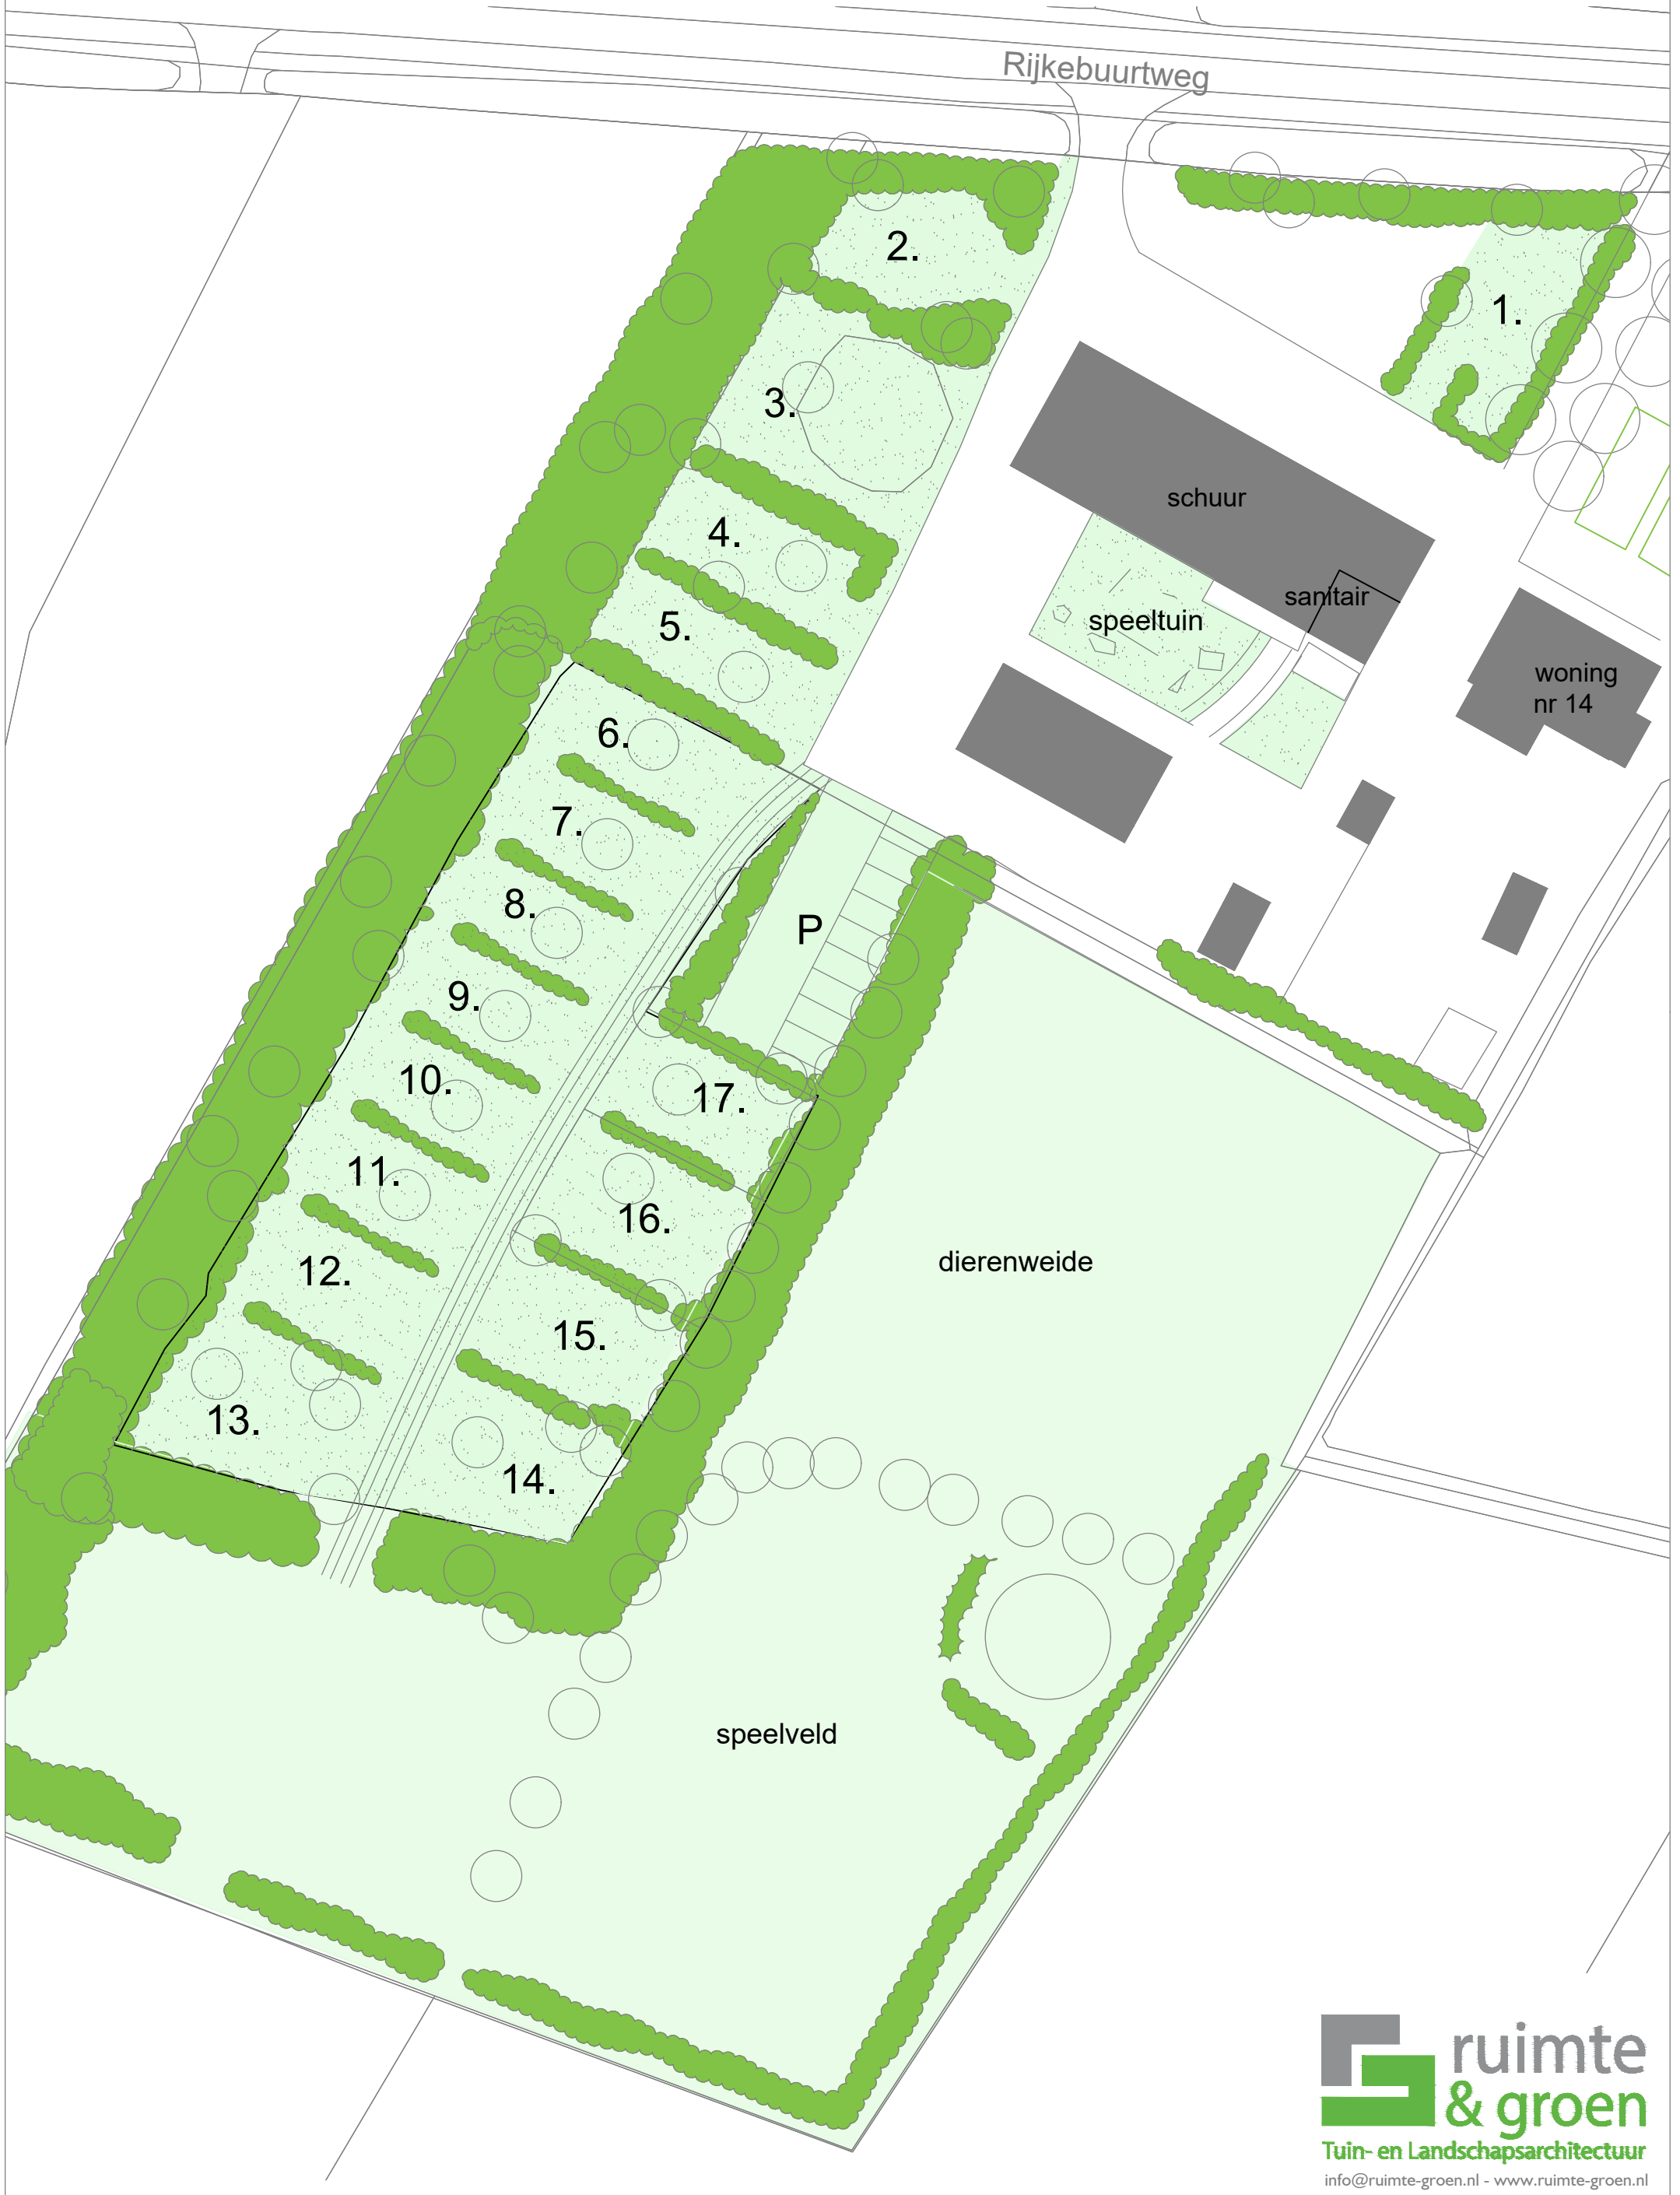 Rijkebuurtweg
2.
1.
3.
schuur
4.
sanitair
speeltuin
5.
woning
nr 14
6.
7.
8.
P
9.
10.
17.
11.
16.
dierenweide
12.
15.
13.
14.
speelveld
ruimte
& groen
Tuin- en Landschapsarchitectuur
info@ruimte-groen.nl - www.ruimte-groen.nl